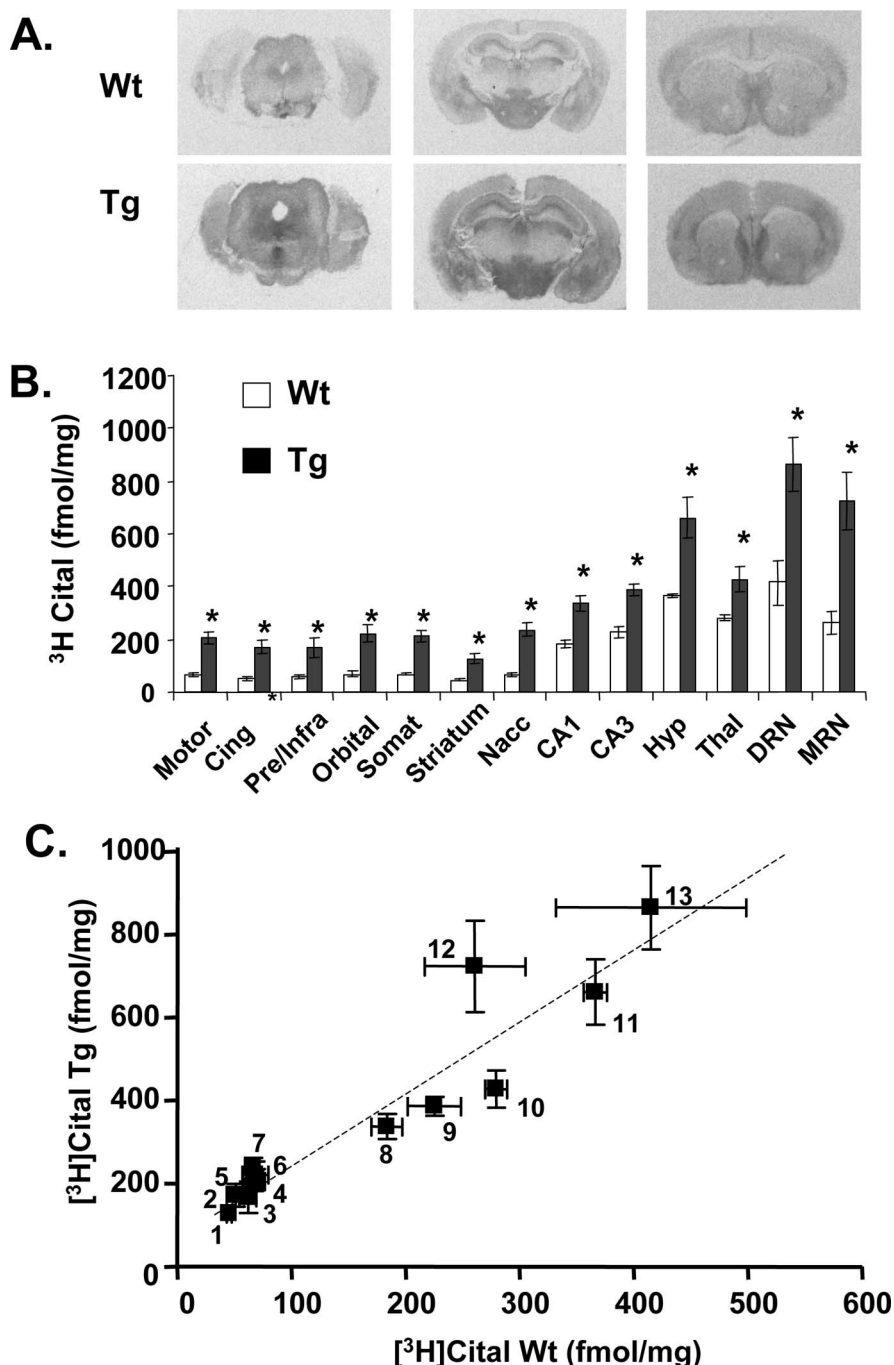 A.
Wt
Tg
B.
1200
1000
800
600
400
200
0
³H Cital (fmol/mg)
Wt
Tg
* * * * * * * * * * * * *
*
Motor Cing Pre/Infra Orbital Somat Striatum Nacc CA1 CA3 Hyp Thal DRN MRN
C.
1000
800
600
400
200
0
[³H]Cital Tg (fmol/mg)
13
12
11
10
9
8
7
6
5
4
2
3
1
0 100 200 300 400 500 600
[³H]Cital Wt (fmol/mg)